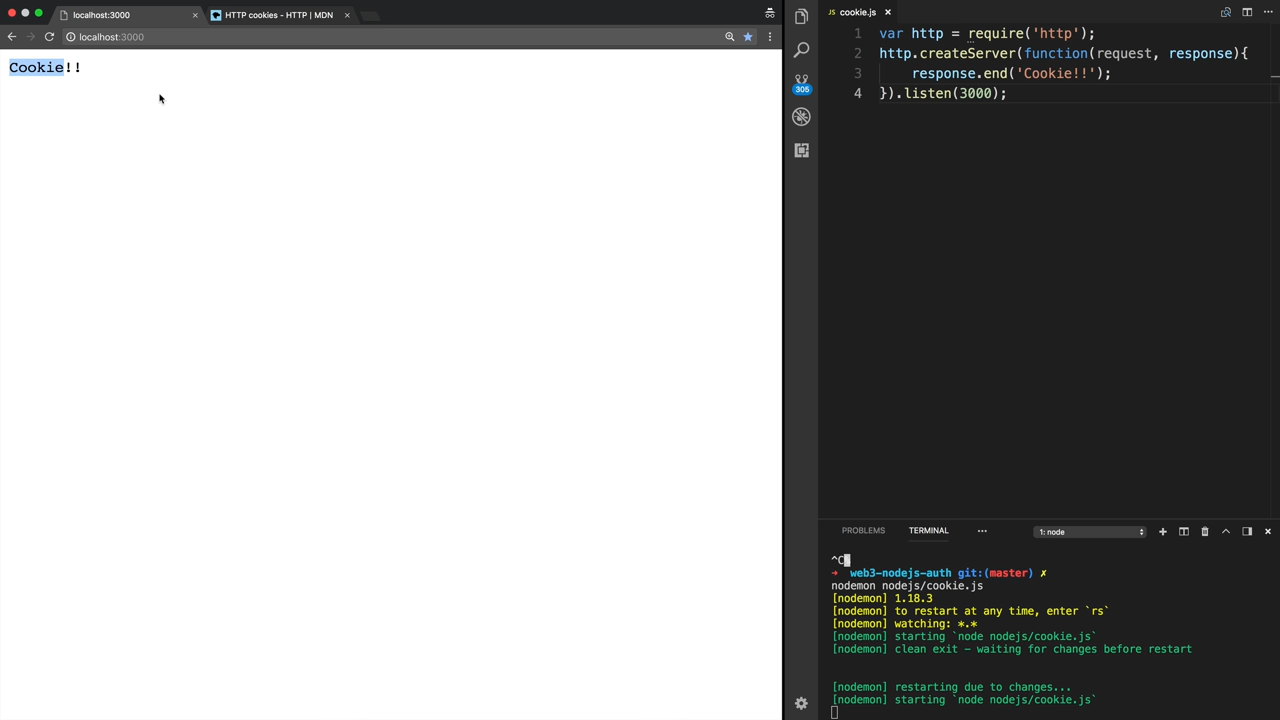 localhost:3000
HTTP cookies - HTTP | MDN
localhost:3000
Cookie!!
cookie.js
JS
305
1 var http = require('http');
2 http.createServer(function(request, response){
3 response.end('Cookie!!');
4 }).listen(3000);
PROBLEMS
TERMINAL
1: node
^C
➜ web3-nodejs-auth git:(master) ✗
nodemon nodejs/cookie.js
[nodemon] 1.18.3
[nodemon] to restart at any time, enter `rs`
[nodemon] watching: *.*
[nodemon] starting `node nodejs/cookie.js`
[nodemon] clean exit - waiting for changes before restart
[nodemon] restarting due to changes...
[nodemon] starting `node nodejs/cookie.js`